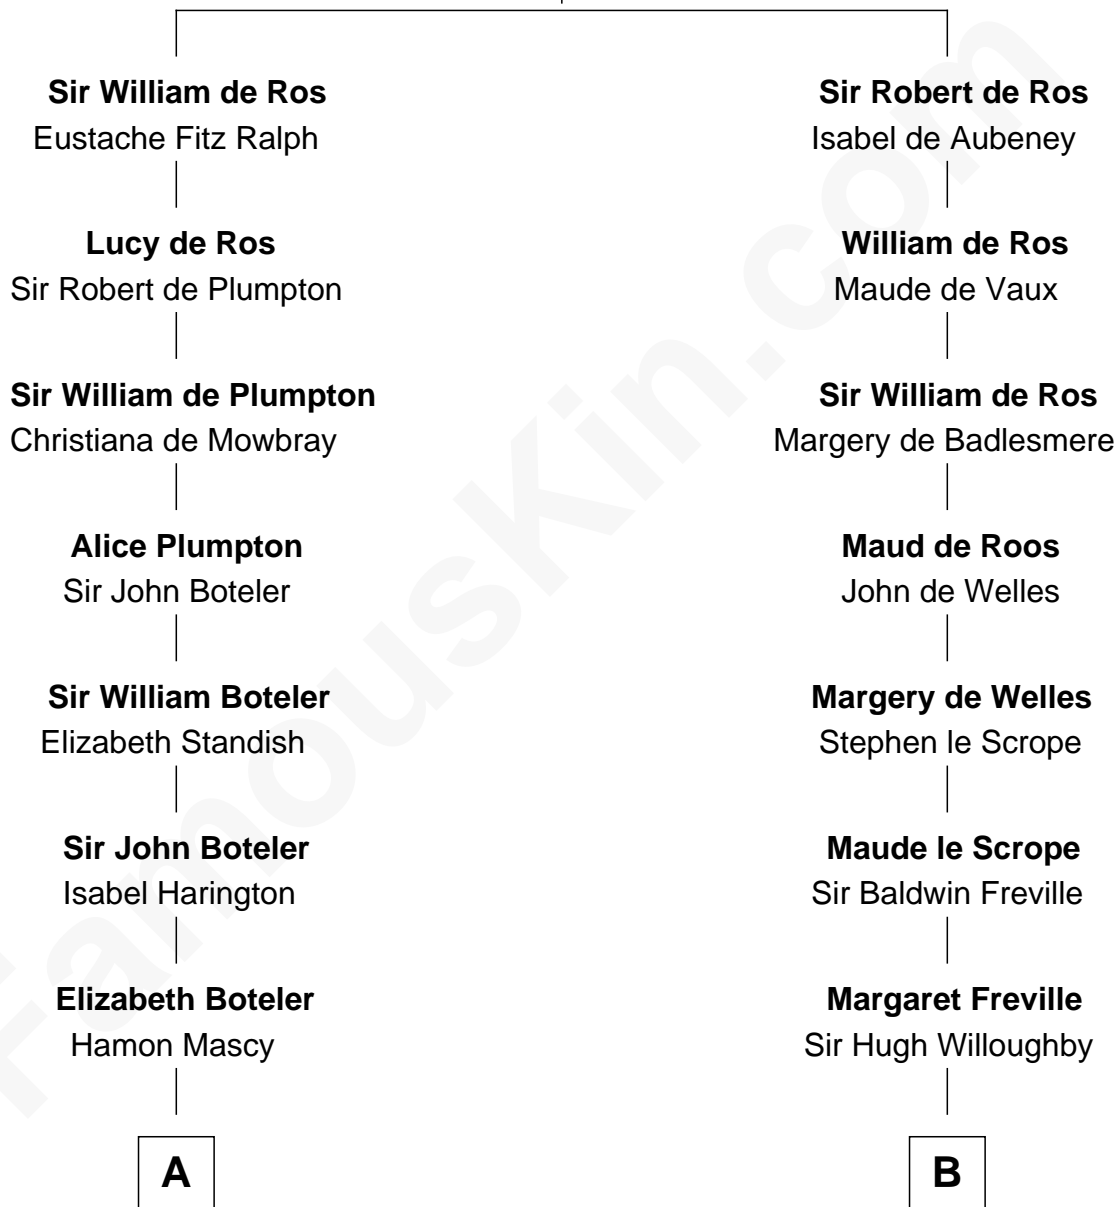 Sir William de Ros
Eustache Fitz Ralph
Lucy de Ros
Sir Robert de Plumpton
Sir William de Plumpton
Christiana de Mowbray
Alice Plumpton
Sir John Boteler
Sir William Boteler
Elizabeth Standish
Sir John Boteler
Isabel Harington
Elizabeth Boteler
Hamon Mascy
A
Sir Robert de Ros
Isabel de Aubeney
William de Ros
Maude de Vaux
Sir William de Ros
Margery de Badlesmere
Maud de Roos
John de Welles
Margery de Welles
Stephen le Scrope
Maude le Scrope
Sir Baldwin Freville
Margaret Freville
Sir Hugh Willoughby
B
FamousKin.com